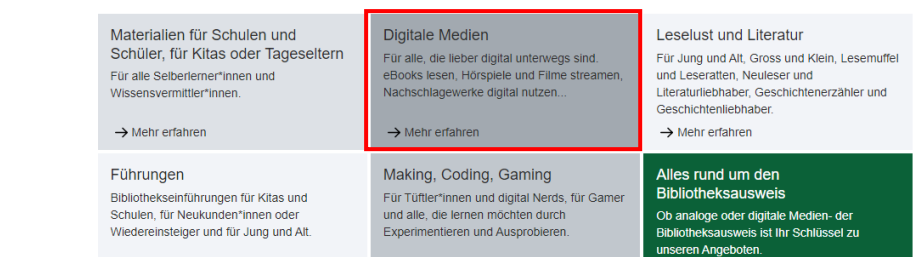 Materialien für Schulen und
Schüler, für Kitas oder Tageseltern
Für alle Selberlerner*innen und
Wissensvermittler*innen.
→ Mehr erfahren
Digitale Medien
Für alle, die lieber digital unterwegs sind.
eBooks lesen, Hörspiele und Filme streamen,
Nachschlagewerke digital nutzen...
→ Mehr erfahren
Leselust und Literatur
Für Jung und Alt, Gross und Klein, Lesemuffel
und Leseratten, Neuleser und
Literaturliebhaber, Geschichtenerzähler und
Geschichtenliebhaber.
→ Mehr erfahren
Führungen
Bibliothekseinführungen für Kitas und
Schulen, für Neukunden*innen oder
Wiedereinsteiger und für Jung und Alt.
Making, Coding, Gaming
Für Tüftler*innen und digital Nerds, für Gamer
und alle, die lernen möchten durch
Experimentieren und Ausprobieren.
Alles rund um den
Bibliotheksausweis
Ob analoge oder digitale Medien- der
Bibliotheksausweis ist Ihr Schlüssel zu
unseren Angeboten.